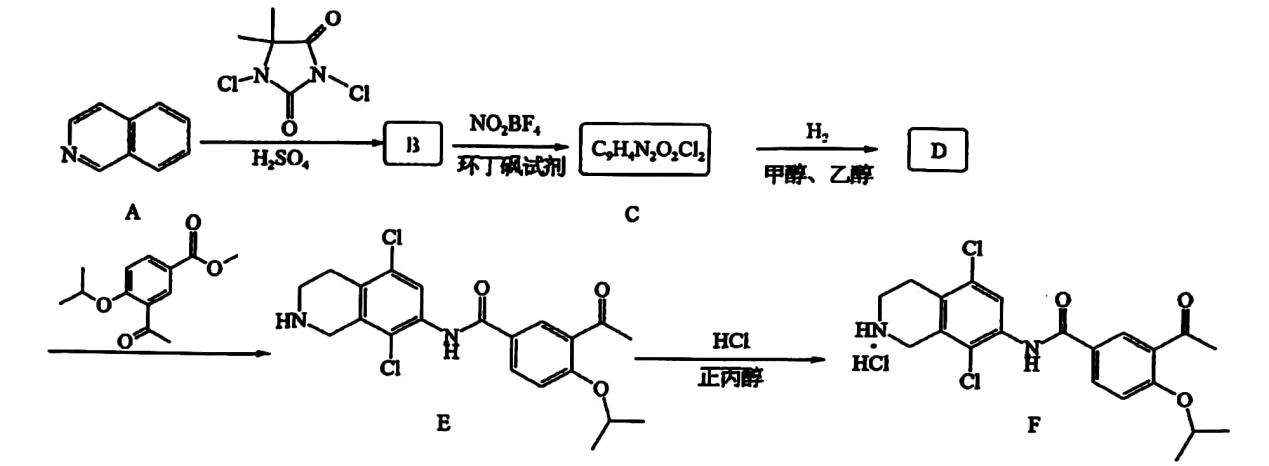 O
Cl
N
N
Cl
O
N
A
H₂SO₄
B
NO₂BF₄
环丁砜试剂
C₉H₄N₂O₂Cl₂
C
H₂
甲醇、乙醇
D
O
O
O
O
Cl
HN
Cl
N
H
O
O
O
E
HCl
正丙醇
Cl
HN
·
HCl
Cl
N
H
O
O
O
F